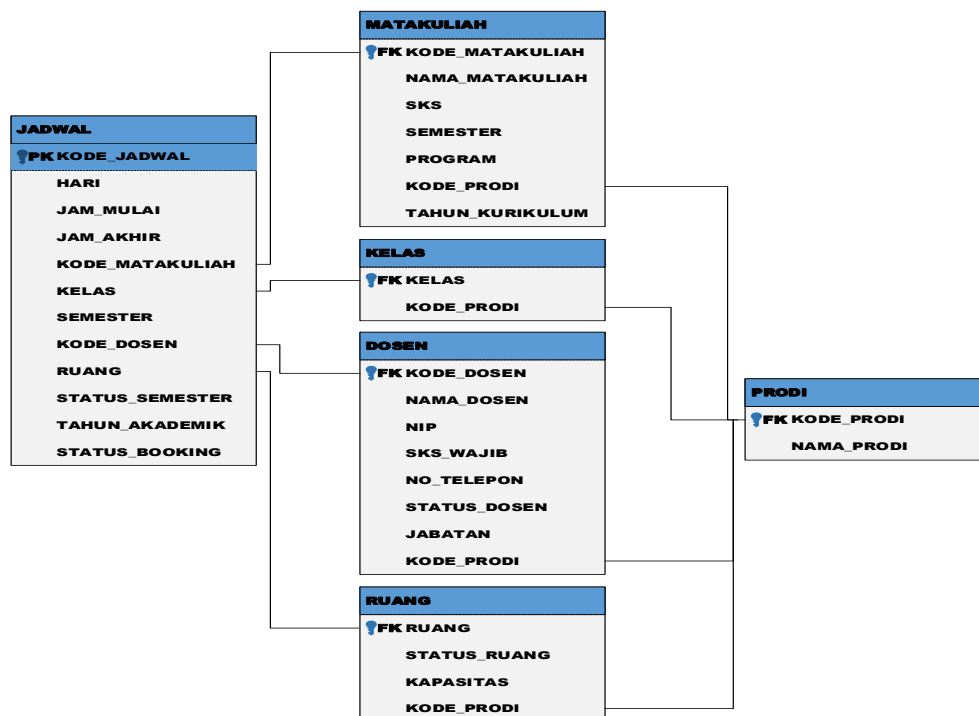 JADWAL
PK KODE_JADWAL
HARI
JAM_MULAI
JAM_AKHIR
KODE_MATAKULIAH
KELAS
SEMESTER
KODE_DOSEN
RUANG
STATUS_SEMESTER
TAHUN_AKADEMIK
STATUS_BOOKING
MATAKULIAH
FK KODE_MATAKULIAH
NAMA_MATAKULIAH
SKS
SEMESTER
PROGRAM
KODE_PRODI
TAHUN_KURIKULUM
KELAS
FK KELAS
KODE_PRODI
DOSEN
FK KODE_DOSEN
NAMA_DOSEN
NIP
SKS_WAJIB
NO_TELEPON
STATUS_DOSEN
JABATAN
KODE_PRODI
RUANG
FK RUANG
STATUS_RUANG
KAPASITAS
KODE_PRODI
PRODI
FK KODE_PRODI
NAMA_PRODI